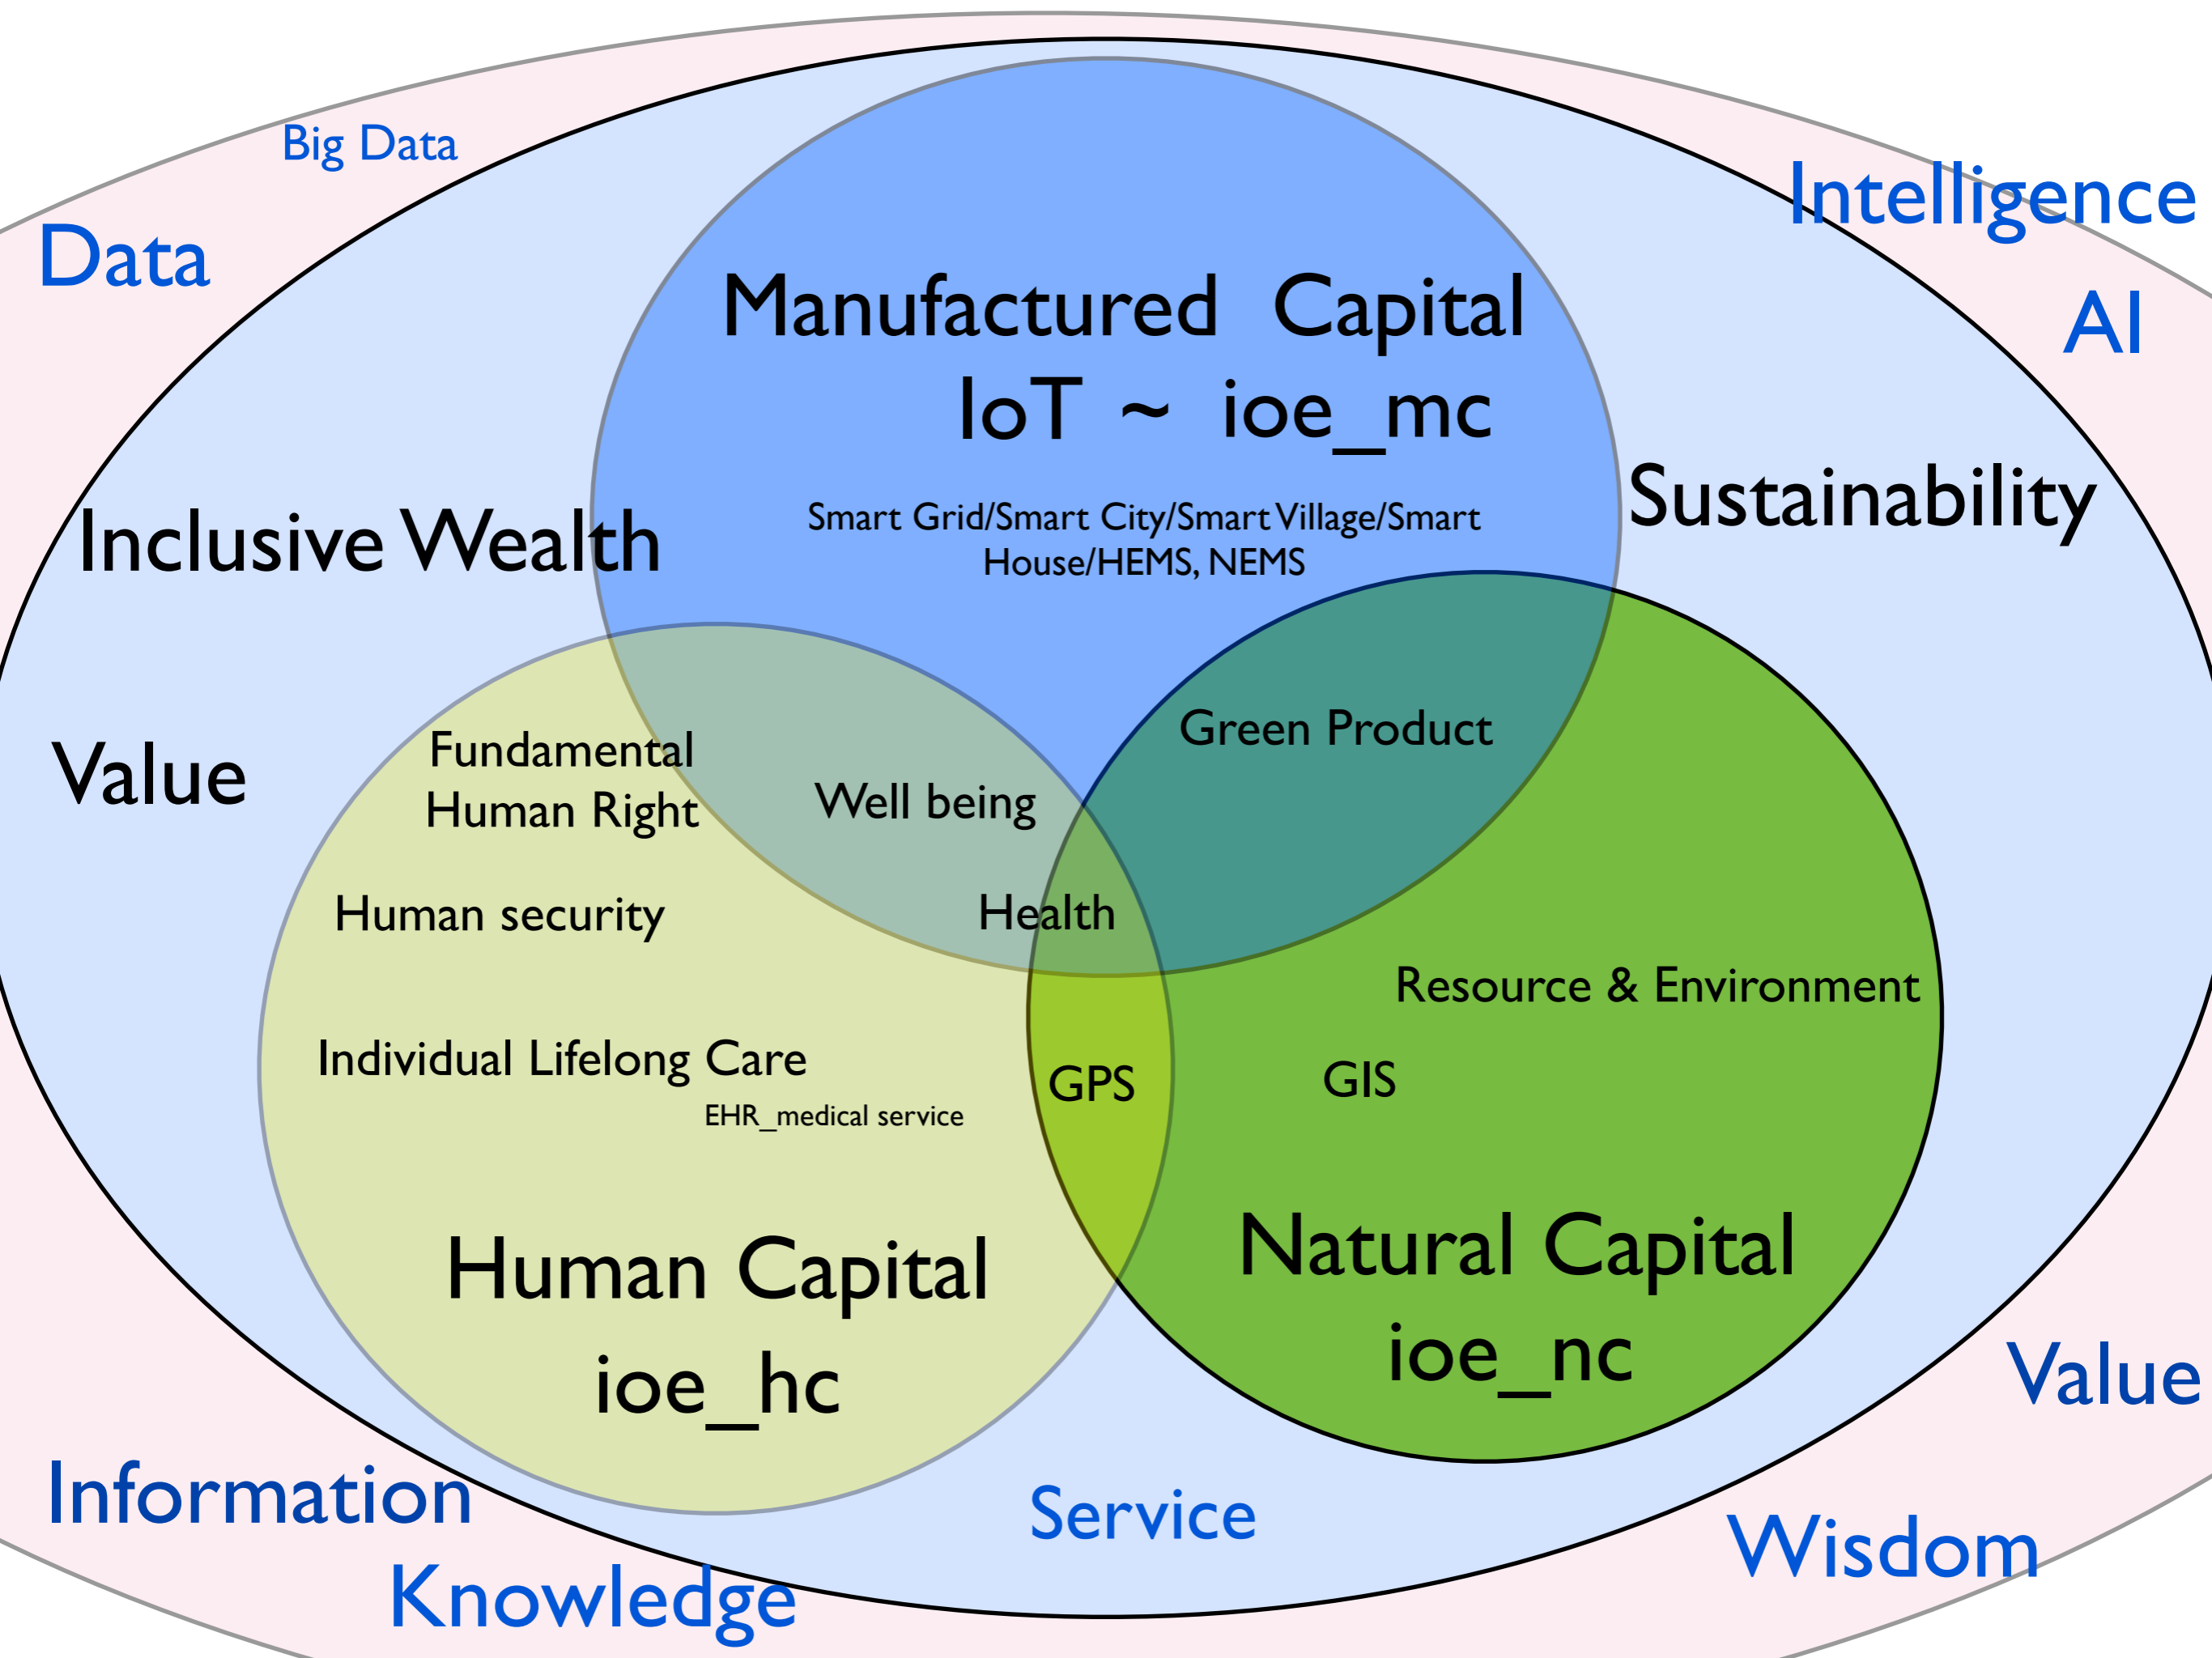 Big Data
Intelligence
Data
AI
Manufactured Capital
IoT ~ ioe_mc
Sustainability
Inclusive Wealth
Smart Grid/Smart City/Smart Village/Smart
House/HEMS, NEMS
Value
Fundamental
Human Right
Green Product
Well being
Human security
Health
Resource & Environment
Individual Lifelong Care
GPS
GIS
EHR_medical service
Human Capital
ioe_hc
Natural Capital
ioe_nc
Value
Information
Service
Wisdom
Knowledge